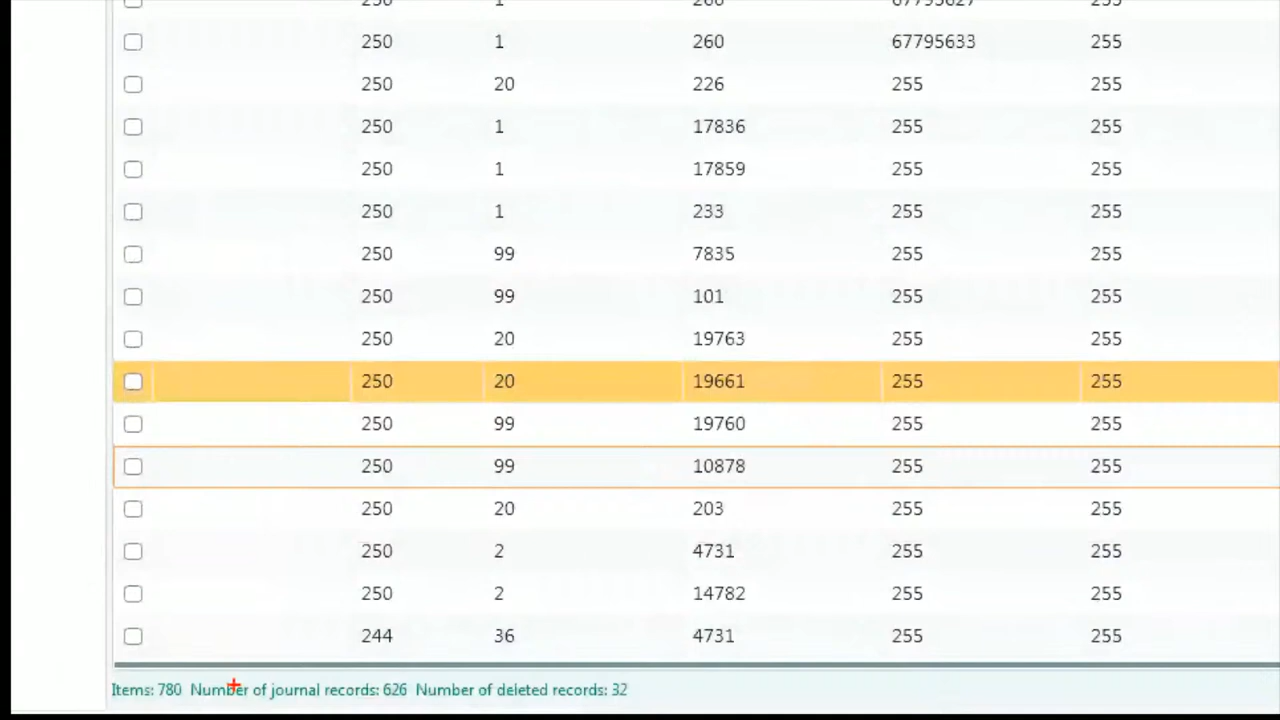 250 1 260 67795633 255
250 20 226 255 255
250 1 17836 255 255
250 1 17859 255 255
250 1 233 255 255
250 99 7835 255 255
250 99 101 255 255
250 20 19763 255 255
250 20 19661 255 255
250 99 19760 255 255
250 99 10878 255 255
250 20 203 255 255
250 2 4731 255 255
250 2 14782 255 255
244 36 4731 255 255
Items: 780 Number of journal records: 626 Number of deleted records: 32